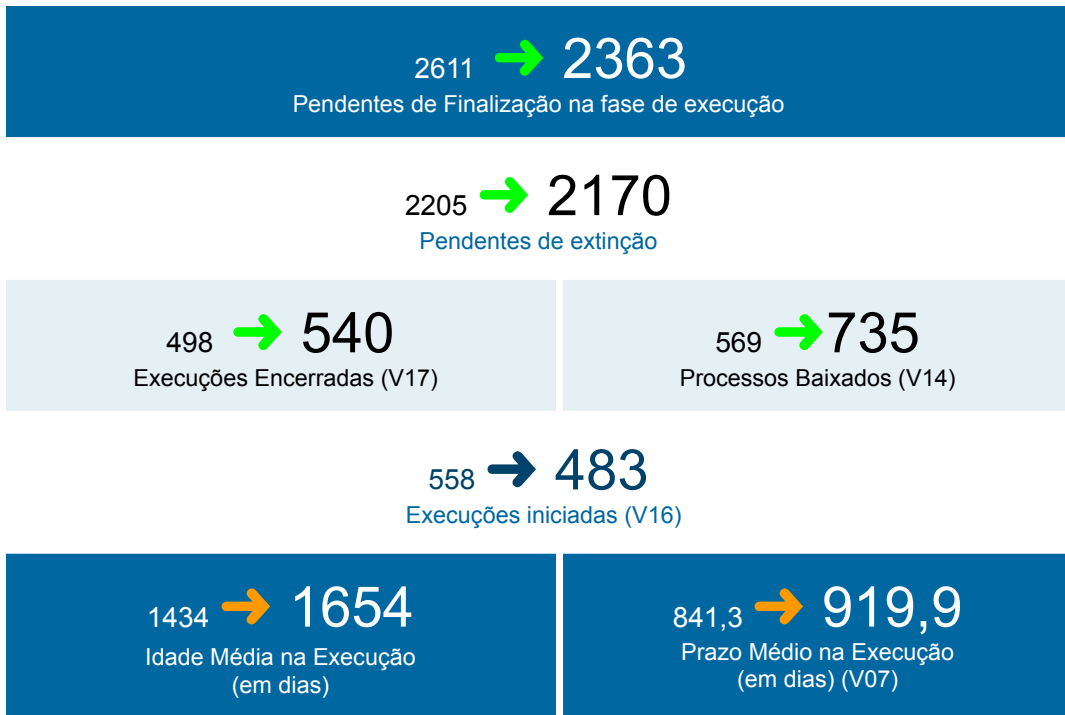 2611 ➜ 2363
Pendentes de Finalização na fase de execução
2205 ➜ 2170
Pendentes de extinção
498 ➜ 540
Execuções Encerradas (V17)
569 ➜ 735
Processos Baixados (V14)
558 ➜ 483
Execuções iniciadas (V16)
1434 ➜ 1654
Idade Média na Execução
(em dias)
841,3 ➜ 919,9
Prazo Médio na Execução
(em dias) (V07)